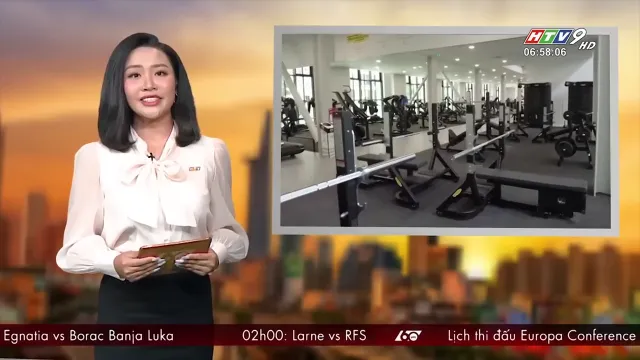 HTV9 HD
06:58:06
Egnatia vs Borac Banja Luka 02h00: Larne vs RFS 60 Lịch thi đấu Europa Conference